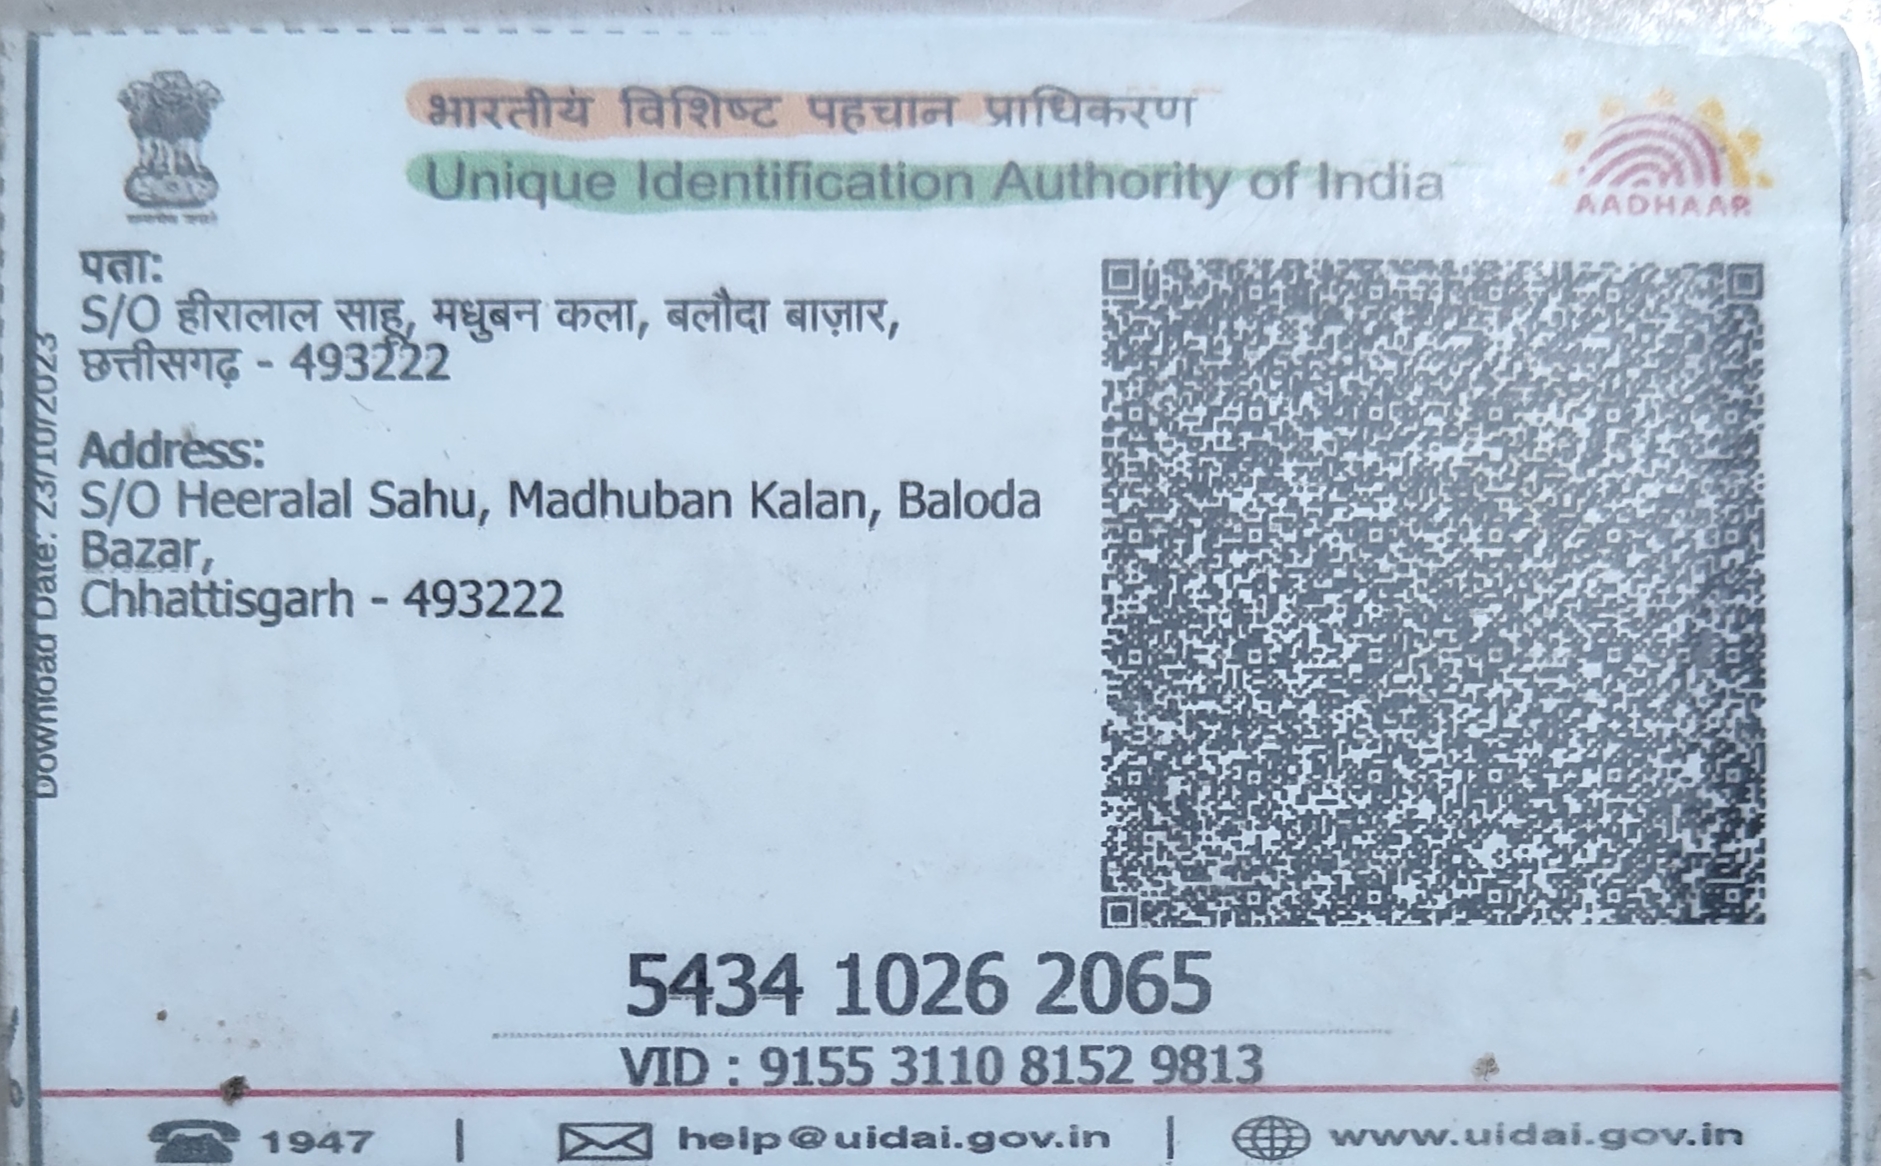 भारतीय विशिष्ट पहचान प्राधिकरण
Unique Identification Authority of India
AADHAAR
पता:
S/O हीरालाल साहू, मधुबन कला, बलौदा बाज़ार,
छत्तीसगढ़ - 493222
Address:
S/O Heeralal Sahu, Madhuban Kalan, Baloda
Bazar,
Chhattisgarh - 493222
Download Date: 23/10/2023
5434 1026 2065
VID : 9155 3110 8152 9813
1947 | help@uidai.gov.in | www.uidai.gov.in